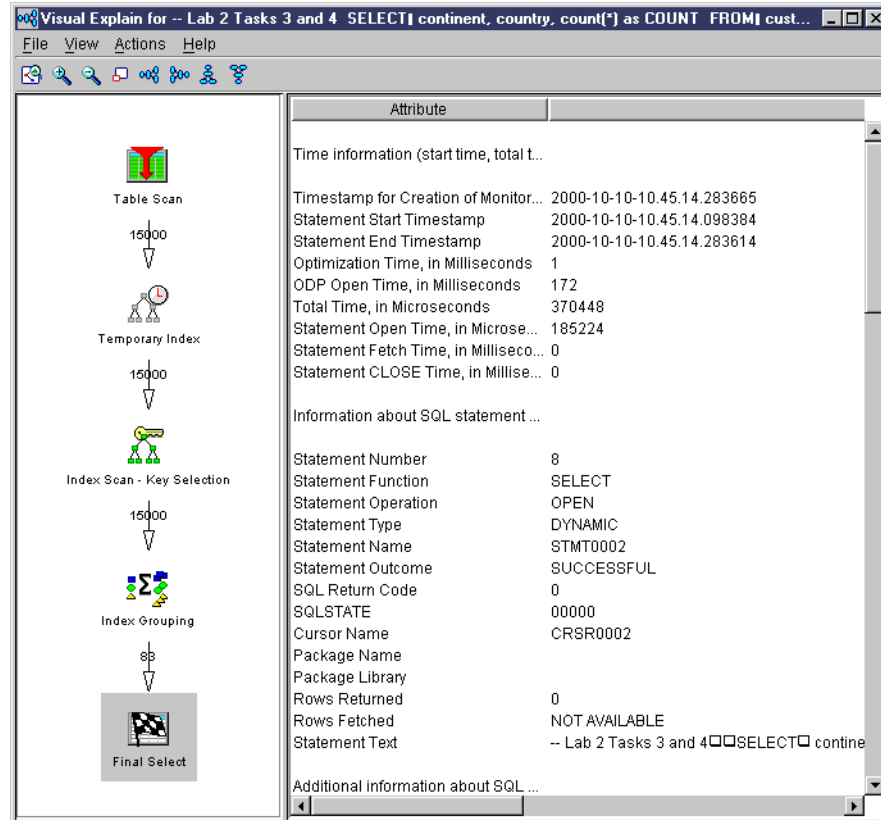 Visual Explain for -- Lab 2 Tasks 3 and 4 SELECT continent, country, count(*) as COUNT FROM cust...
File View Actions Help
Table Scan
15000
Temporary Index
15000
Index Scan - Key Selection
15000
Index Grouping
83
Final Select
Attribute
Time information (start time, total t...
Timestamp for Creation of Monitor... 2000-10-10-10.45.14.283665
Statement Start Timestamp 2000-10-10-10.45.14.098384
Statement End Timestamp 2000-10-10-10.45.14.283614
Optimization Time, in Milliseconds 1
ODP Open Time, in Milliseconds 172
Total Time, in Microseconds 370448
Statement Open Time, in Microse... 185224
Statement Fetch Time, in Milliseco... 0
Statement CLOSE Time, in Millise... 0
Information about SQL statement ...
Statement Number 8
Statement Function SELECT
Statement Operation OPEN
Statement Type DYNAMIC
Statement Name STMT0002
Statement Outcome SUCCESSFUL
SQL Return Code 0
SQLSTATE 00000
Cursor Name CRSR0002
Package Name
Package Library
Rows Returned 0
Rows Fetched NOT AVAILABLE
Statement Text -- Lab 2 Tasks 3 and 4□□SELECT□ contine
Additional information about SQL ...